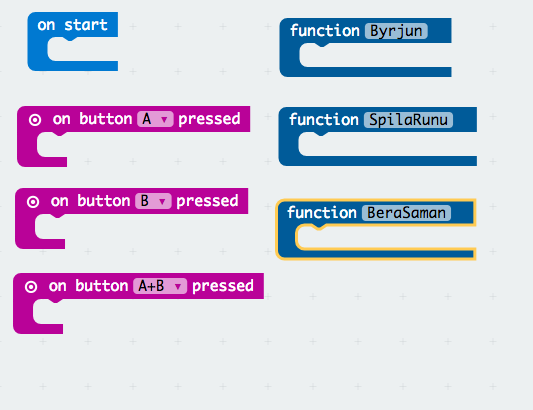 on start
on button A ▾ pressed
on button B ▾ pressed
on button A+B ▾ pressed
function Byrjun
function SpilaRunu
function BeraSaman